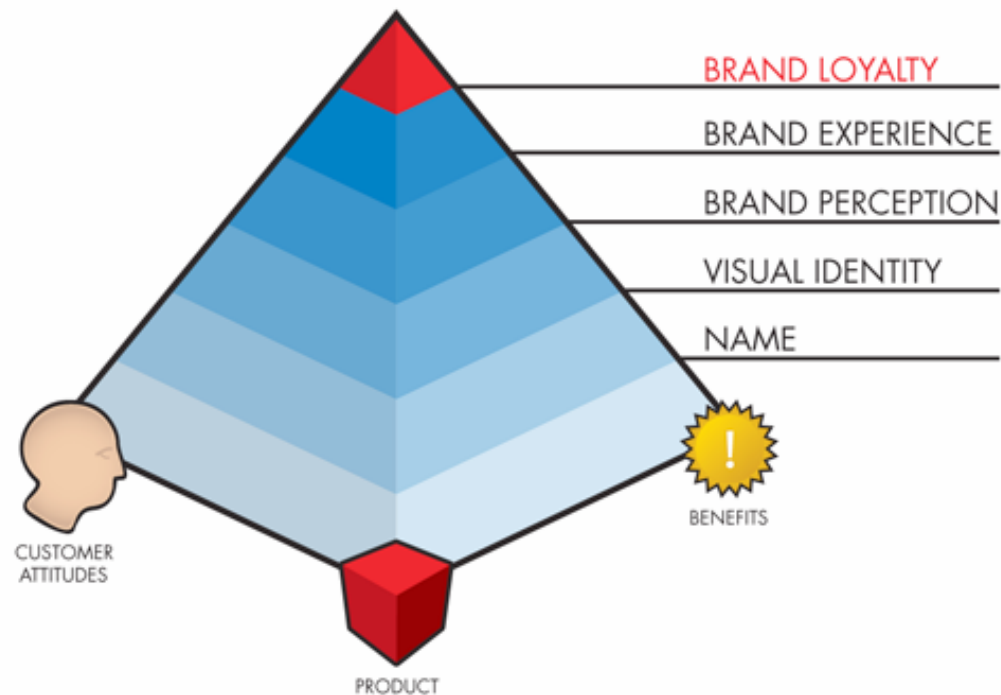 BRAND LOYALTY
BRAND EXPERIENCE
BRAND PERCEPTION
VISUAL IDENTITY
NAME
!
BENEFITS
CUSTOMER
ATTITUDES
PRODUCT